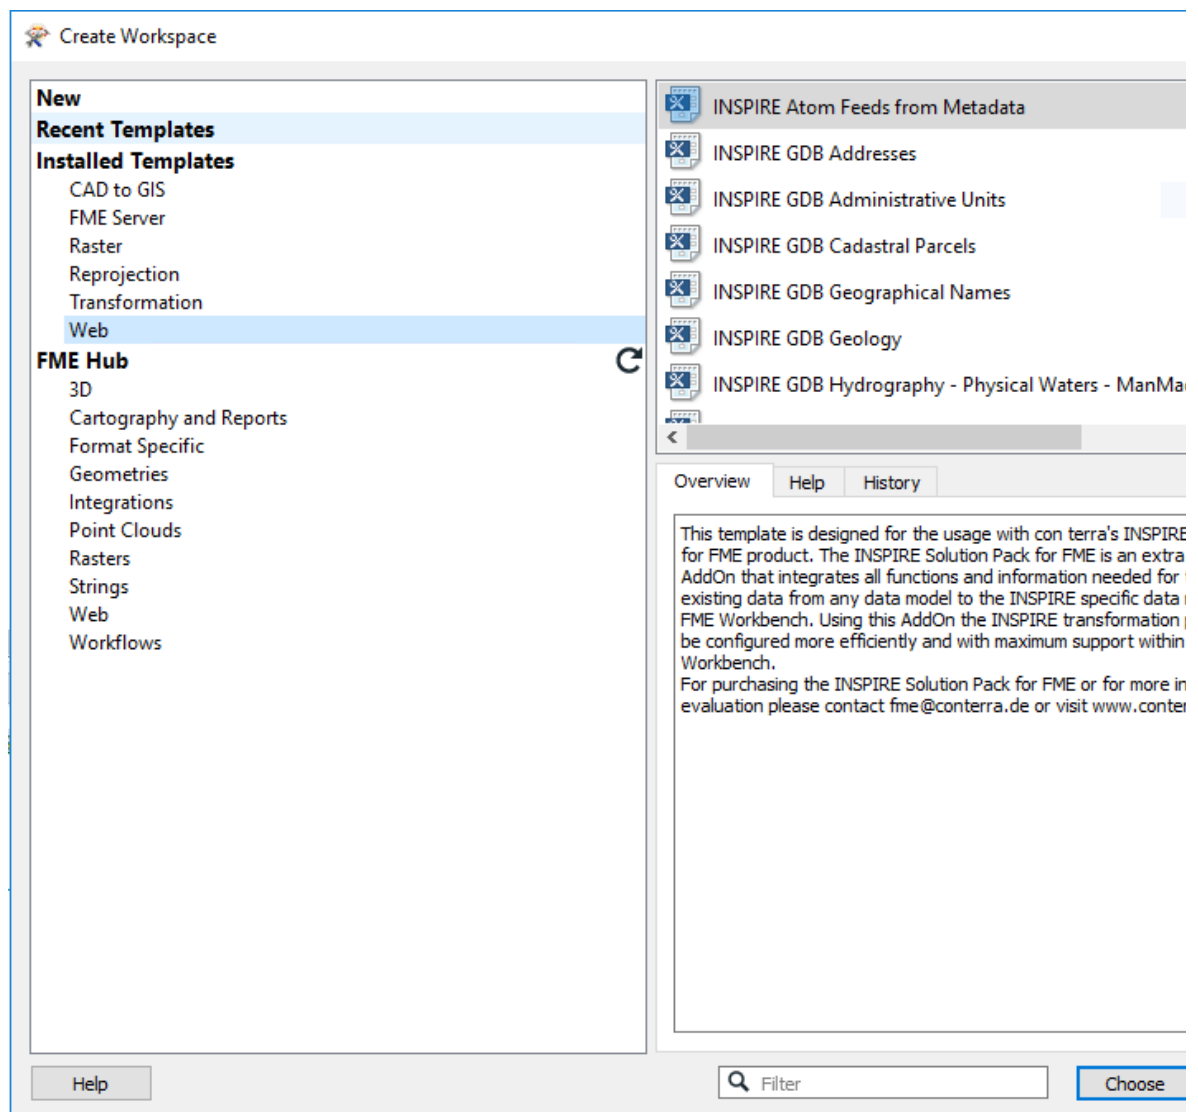 Create Workspace
New
Recent Templates
Installed Templates
CAD to GIS
FME Server
Raster
Reprojection
Transformation
Web
FME Hub
3D
Cartography and Reports
Format Specific
Geometries
Integrations
Point Clouds
Rasters
Strings
Web
Workflows
INSPIRE Atom Feeds from Metadata
INSPIRE GDB Addresses
INSPIRE GDB Administrative Units
INSPIRE GDB Cadastral Parcels
INSPIRE GDB Geographical Names
INSPIRE GDB Geology
INSPIRE GDB Hydrography - Physical Waters - ManMa
Overview Help History
This template is designed for the usage with con terra's INSPIRE
for FME product. The INSPIRE Solution Pack for FME is an extra
AddOn that integrates all functions and information needed for
existing data from any data model to the INSPIRE specific data
FME Workbench. Using this AddOn the INSPIRE transformation
be configured more efficiently and with maximum support within
Workbench.
For purchasing the INSPIRE Solution Pack for FME or for more in
evaluation please contact fme@conterra.de or visit www.conter
Help
Filter
Choose